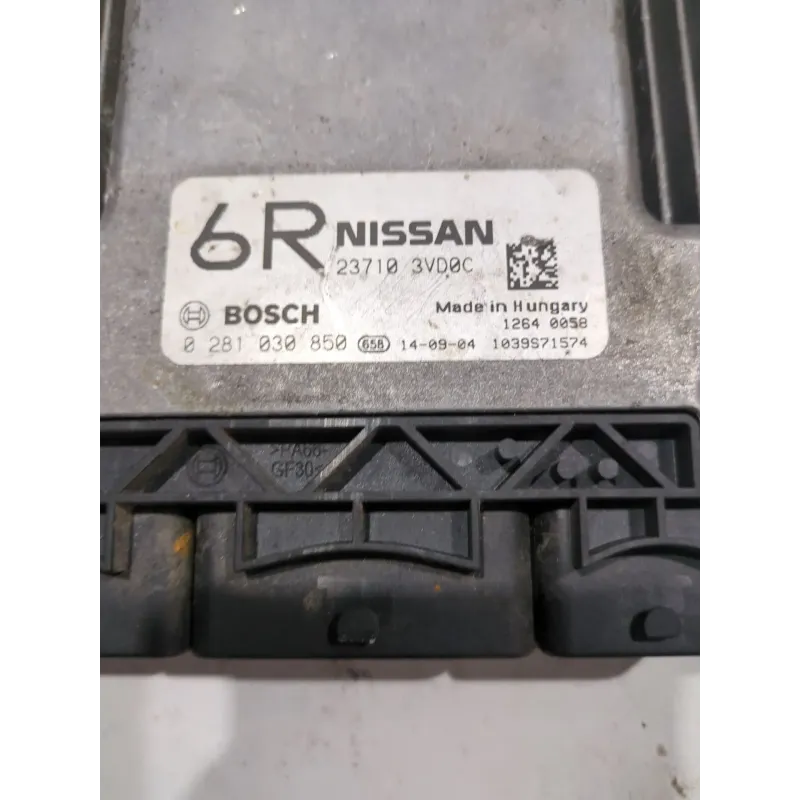 6R NISSAN
23710 3VD0C
BOSCH Made in Hungary
1264 0058
0 281 030 850 65B 14-09-04 1039S71574
>PA66-
GF30<